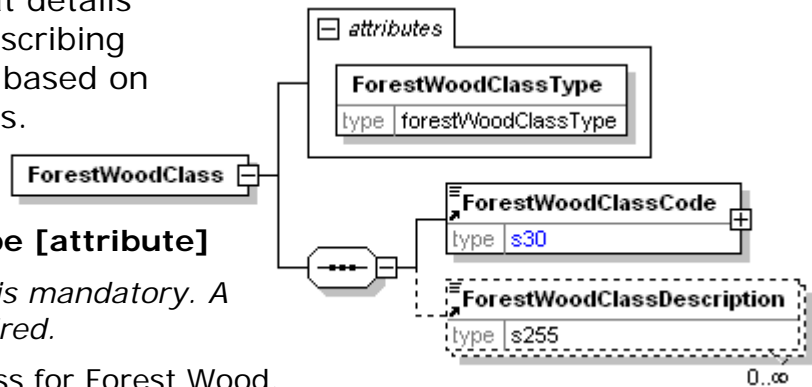 t details
scribing
based on
s.
attributes
ForestWoodClassType
type forestWoodClassType
ForestWoodClass
ForestWoodClassCode
type s30
ForestWoodClassDescription
type s255
0..∞
pe [attribute]
is mandatory. A
red.
ss for Forest Wood